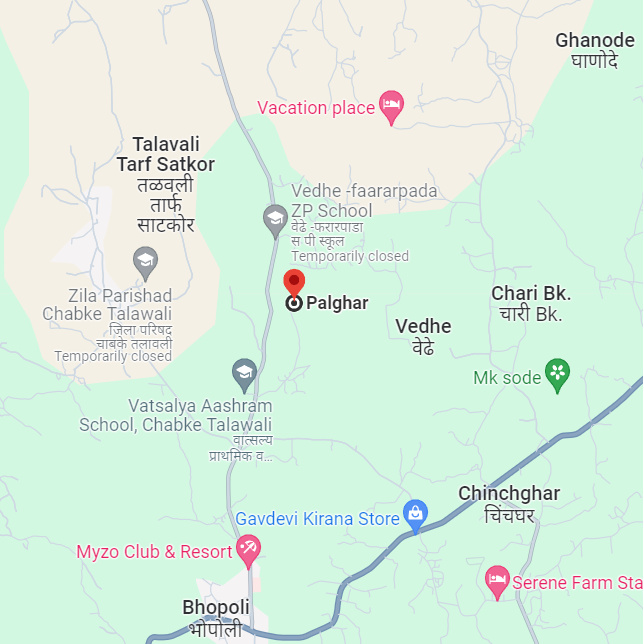 Ghanode
घाणोदे
Vacation place
Talavali
Tarf Satkor
तळवली
तार्फ
साटकोर
Vedhe -faararpada
ZP School
वेढे -फरारपाडा
स पी स्कूल
Temporarily closed
Zila Parishad
Chabke Talawali
जिला परिषद
चाबके तलावली
Temporarily closed
Palghar
Chari Bk.
चारी Bk.
Vedhe
वेढे
Mk sode
Vatsalya Aashram
School, Chabke Talawali
वात्सल्य
प्राथमिक व...
Chinchghar
चिंचघर
Gavdevi Kirana Store
Myzo Club & Resort
Serene Farm Sta
Bhopoli
भोपोली